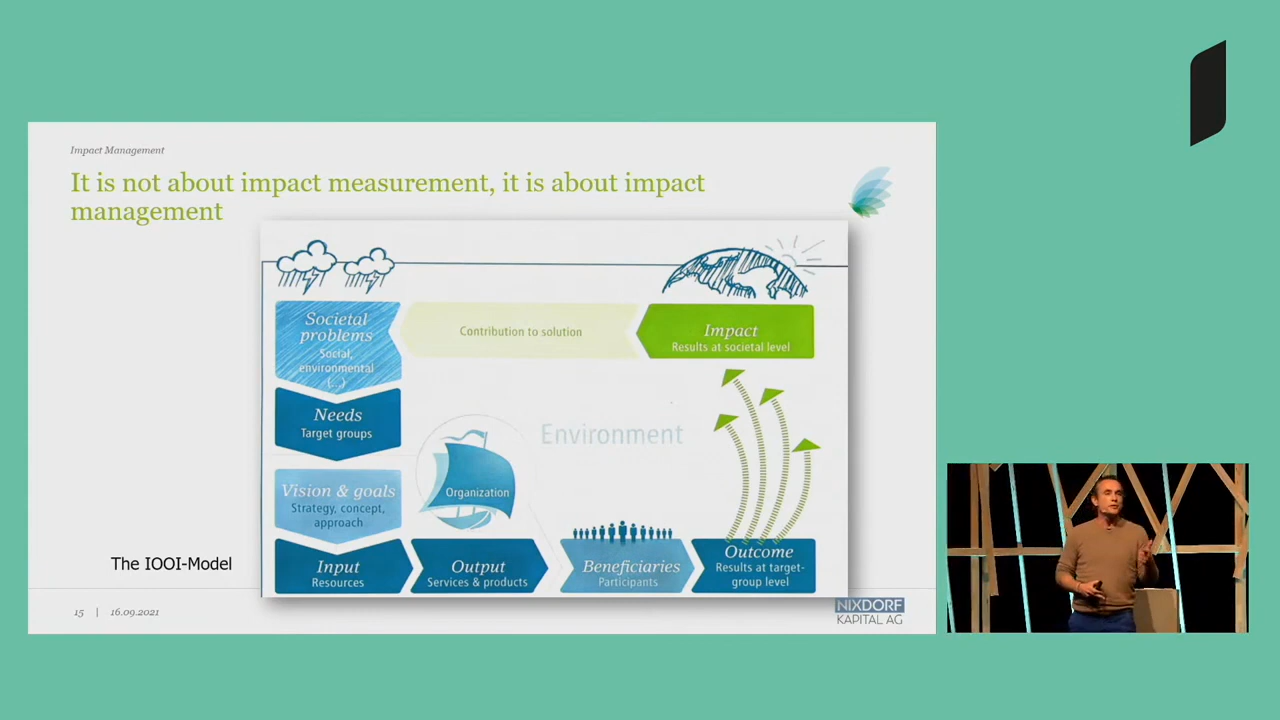 Impact Management
It is not about impact measurement, it is about impact
management
Societal
problems
Social,
environmental
(...)
Contribution to solution
Impact
Results at societal level
Needs
Target groups
Environment
Vision & goals
Strategy, concept,
approach
Organization
The IOOI-Model
Input
Resources
Output
Services & products
Beneficiaries
Participants
Outcome
Results at target-
group level
15 | 16.09.2021
NIXDORF
KAPITAL AG